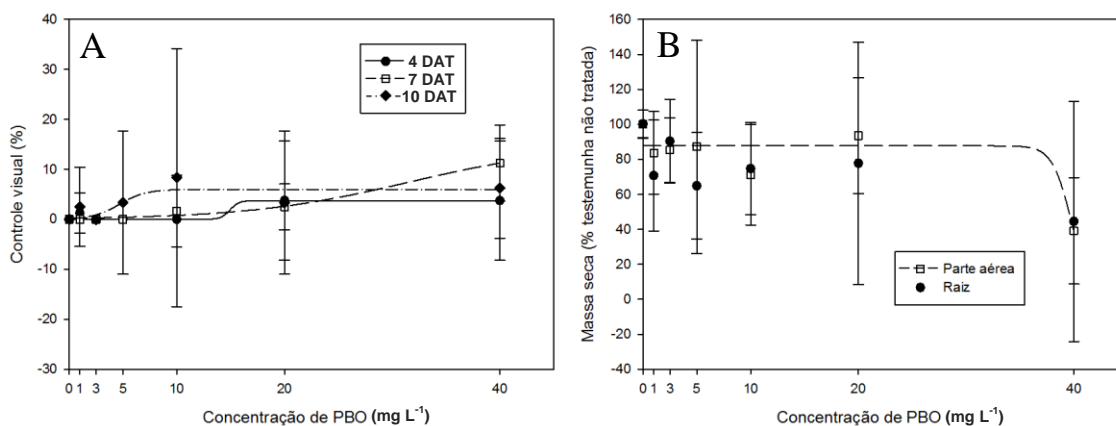 A
Controle visual (%)
40
30
20
10
0
-10
-20
-30
4 DAT
7 DAT
10 DAT
0 1 3 5 10 20 40
Concentração de PBO (mg L⁻¹)
B
Massa seca (% testemunha não tratada)
160
140
120
100
80
60
40
20
0
-20
-40
Parte aérea
Raiz
0 1 3 5 10 20 40
Concentração de PBO (mg L⁻¹)